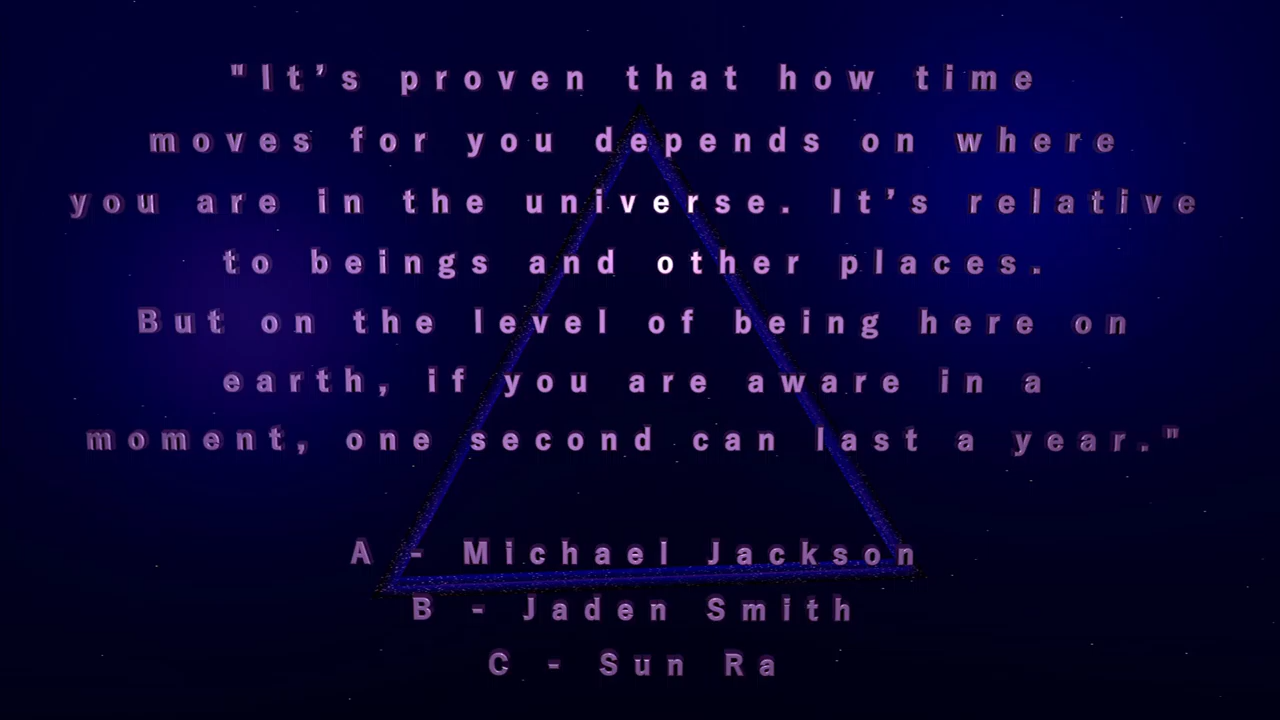 "It’s proven that how time
moves for you depends on where
you are in the universe. It’s relative
to beings and other places.
But on the level of being here on
earth, if you are aware in a
moment, one second can last a year."
A - Michael Jackson
B - Jaden Smith
C - Sun Ra